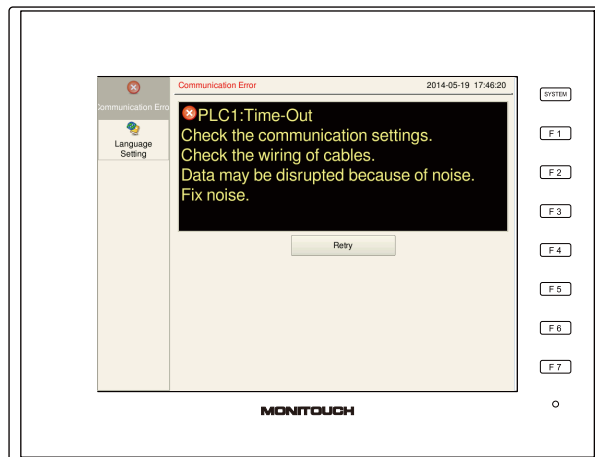 Communication Error 2014-05-19 17:46:20
SYSTEM
Communication Erro
PLC1:Time-Out
Check the communication settings.
Check the wiring of cables.
Data may be disrupted because of noise.
Fix noise.
Language
Setting
Retry
F 1
F 2
F 3
F 4
F 5
F 6
F 7
MONITOUCH